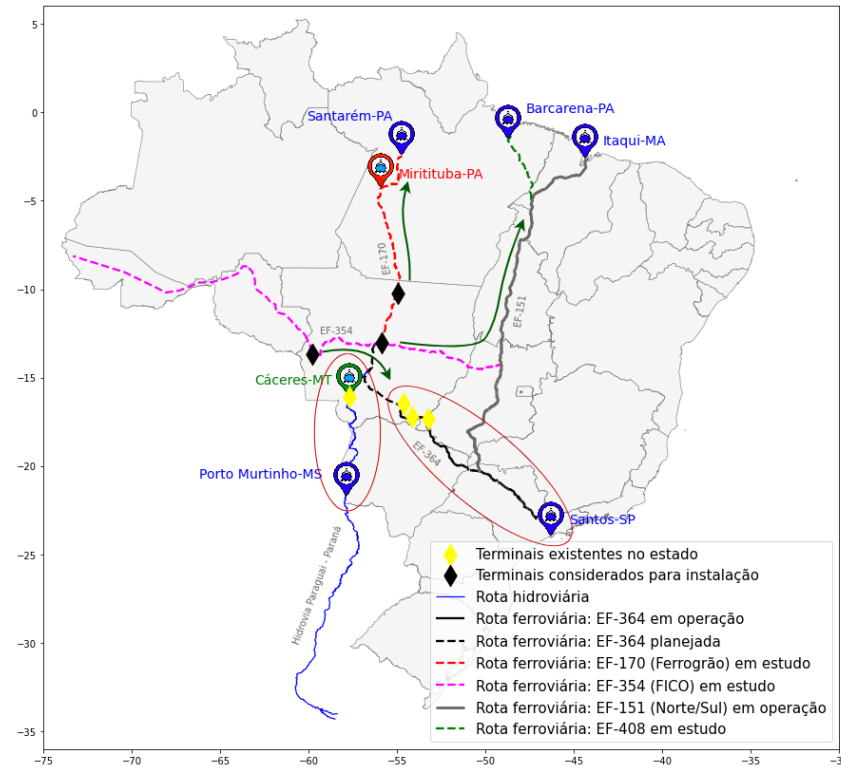 5
0
−5
−10
−15
−20
−25
−30
−35
−75
−70
−65
−60
−55
−50
−45
−40
−35
−3
Barcarena-PA
Santarém-PA
Itaqui-MA
Miritituba-PA
EF-170
EF-151
EF-354
Cáceres-MT
EF-364
Porto Murtinho-MS
Santos-SP
Hidrovia Paraguai - Paraná
Terminais existentes no estado
Terminais considerados para instalação
Rota hidroviária
Rota ferroviária: EF-364 em operação
Rota ferroviária: EF-364 planejada
Rota ferroviária: EF-170 (Ferrogrão) em estudo
Rota ferroviária: EF-354 (FICO) em estudo
Rota ferroviária: EF-151 (Norte/Sul) em operação
Rota ferroviária: EF-408 em estudo